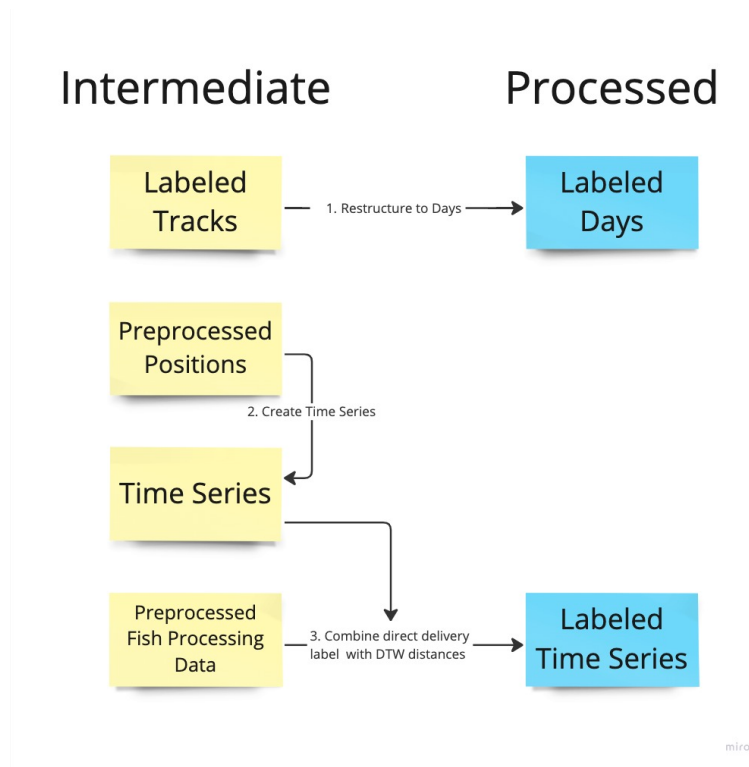 Intermediate
Processed
Labeled
Tracks
1. Restructure to Days
Labeled
Days
Preprocessed
Positions
2. Create Time Series
Time Series
Preprocessed
Fish Processing
Data
3. Combine direct delivery
label with DTW distances
Labeled
Time Series
miro